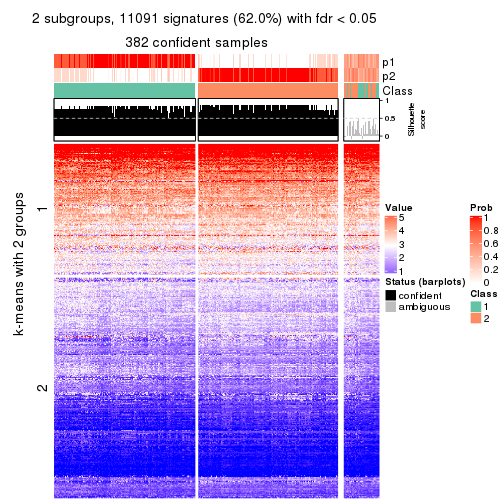 2 subgroups, 11091 signatures (62.0%) with fdr < 0.05
382 confident samples
p1
p2
Class
1
0.5
0
Silhouette
score
k-means with 2 groups
1
2
Value
5
4
3
2
1
Prob
1
0.8
0.6
0.4
0.2
0
Status (barplots)
confident
ambiguous
Class
1
2